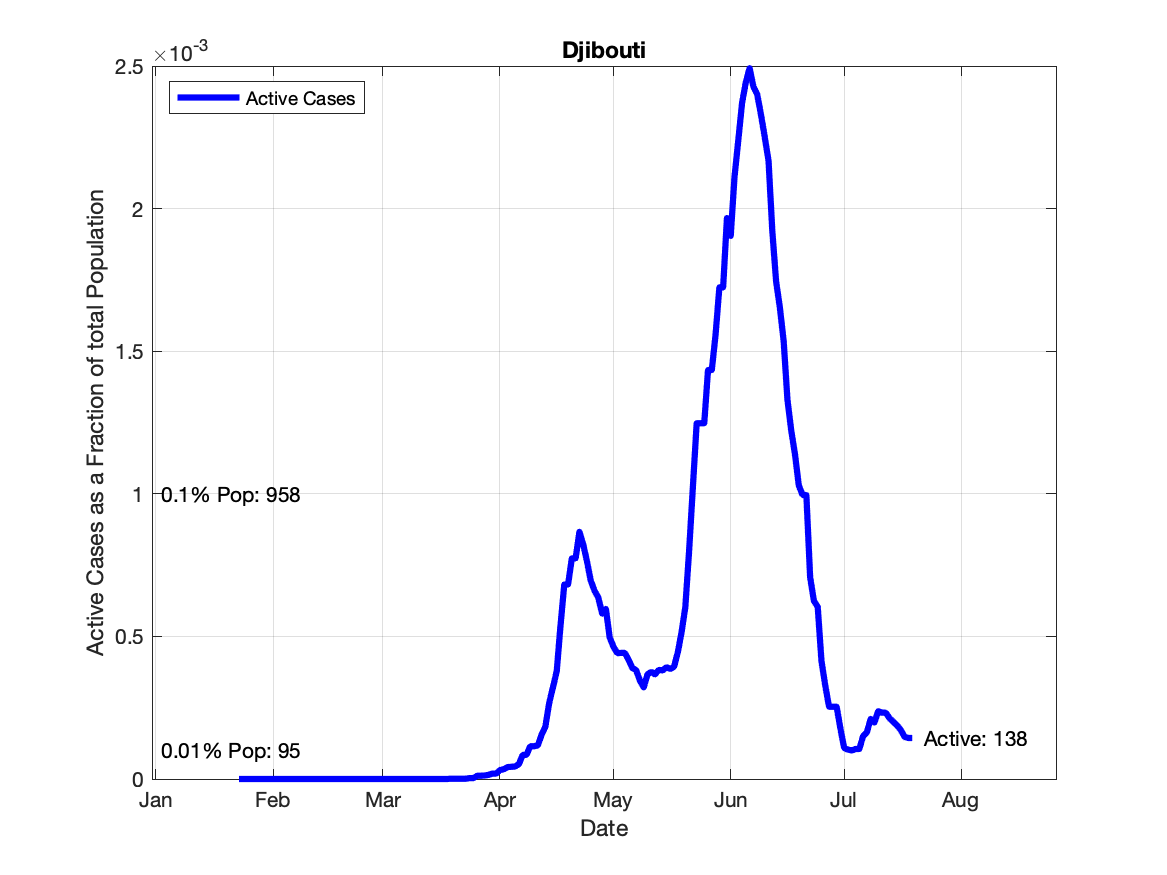 Djibouti
×10-3
Active Cases
2.5
2
1.5
1
0.5
0
0.1% Pop: 958
0.01% Pop: 95
Active: 138
Active Cases as a Fraction of total Population
Jan Feb Mar Apr May Jun Jul Aug
Date